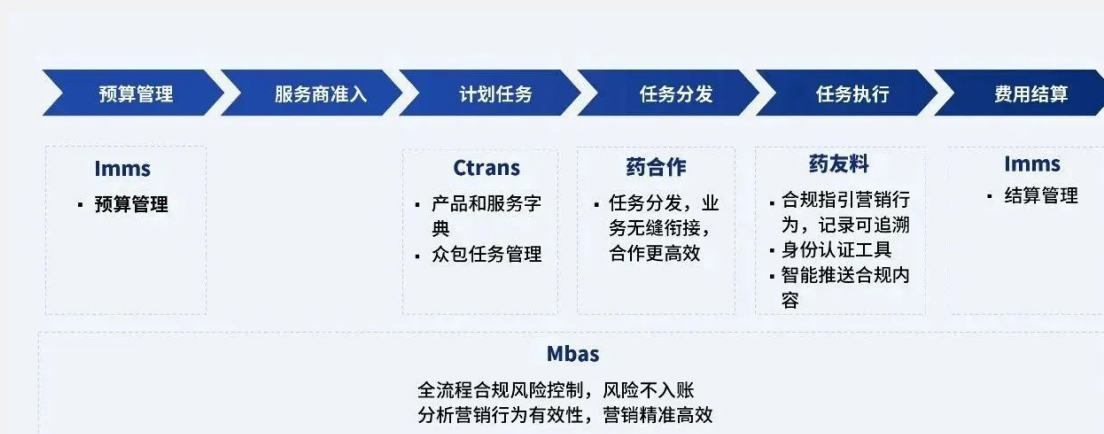 预算管理
服务商准入
计划任务
任务分发
任务执行
费用结算
Imms
▪ 预算管理
Ctrans
▪ 产品和服务字
典
▪ 众包任务管理
药合作
▪ 任务分发，业
务无缝衔接，
合作更高效
药友料
▪ 合规指引营销行
为，记录可追溯
▪ 身份认证工具
▪ 智能推送合规内
容
Imms
▪ 结算管理
Mbas
全流程合规风险控制，风险不入账
分析营销行为有效性，营销精准高效